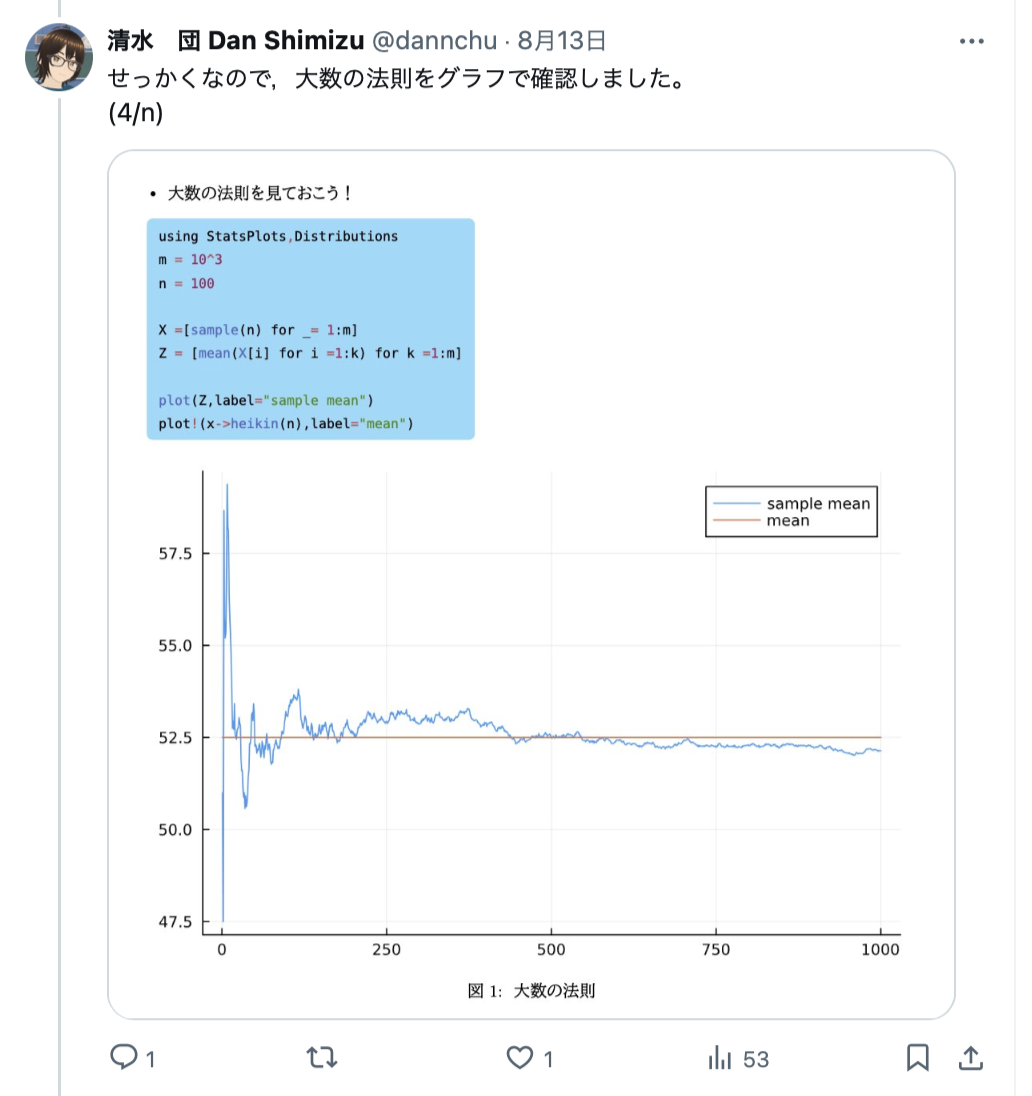 清水　団 Dan Shimizu @dannchu · 8月13日
せっかくなので，大数の法則をグラフで確認しました。
(4/n)
• 大数の法則を見ておこう！
using StatsPlots,Distributions
m = 10^3
n = 100
X =[sample(n) for _= 1:m]
Z = [mean(X[i] for i =1:k) for k =1:m]
plot(Z,label="sample mean")
plot!(x->heikin(n),label="mean")
sample mean
mean
57.5
55.0
52.5
50.0
47.5
0 250 500 750 1000
図 1: 大数の法則
1 1 53